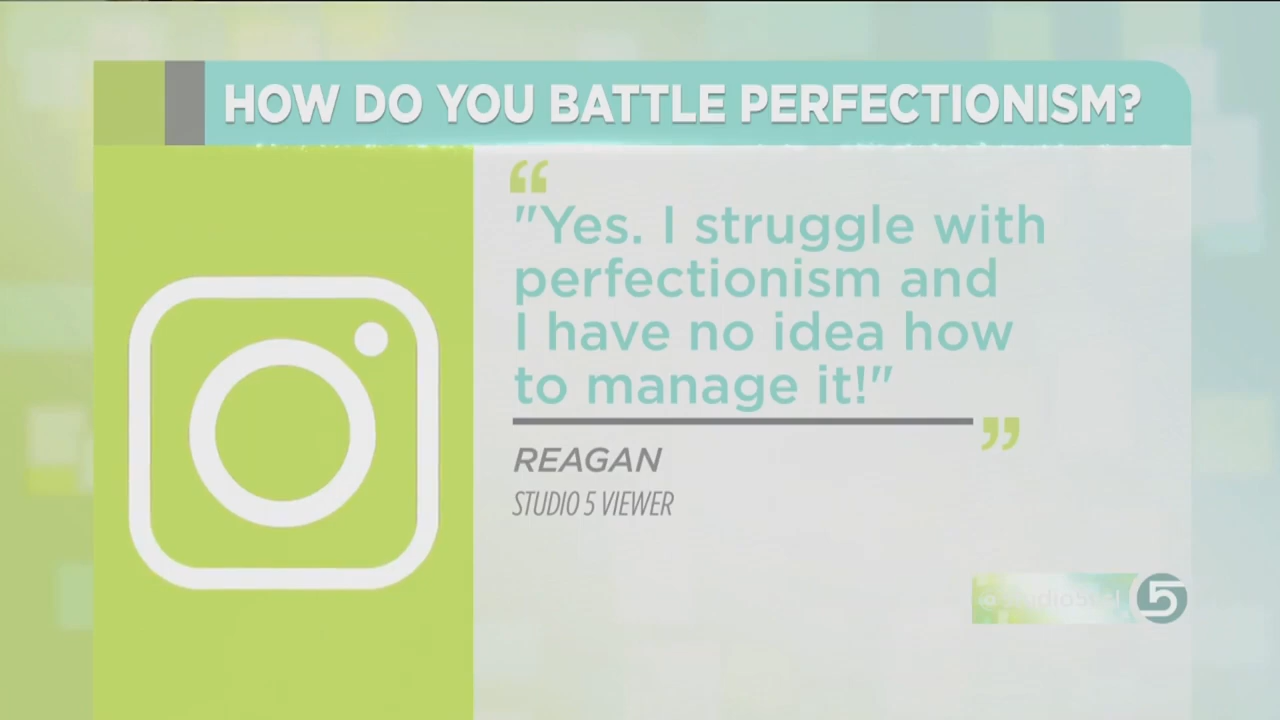 HOW DO YOU BATTLE PERFECTIONISM?
“
"Yes. I struggle with
perfectionism and
I have no idea how
to manage it!"
”
REAGAN
STUDIO 5 VIEWER
5